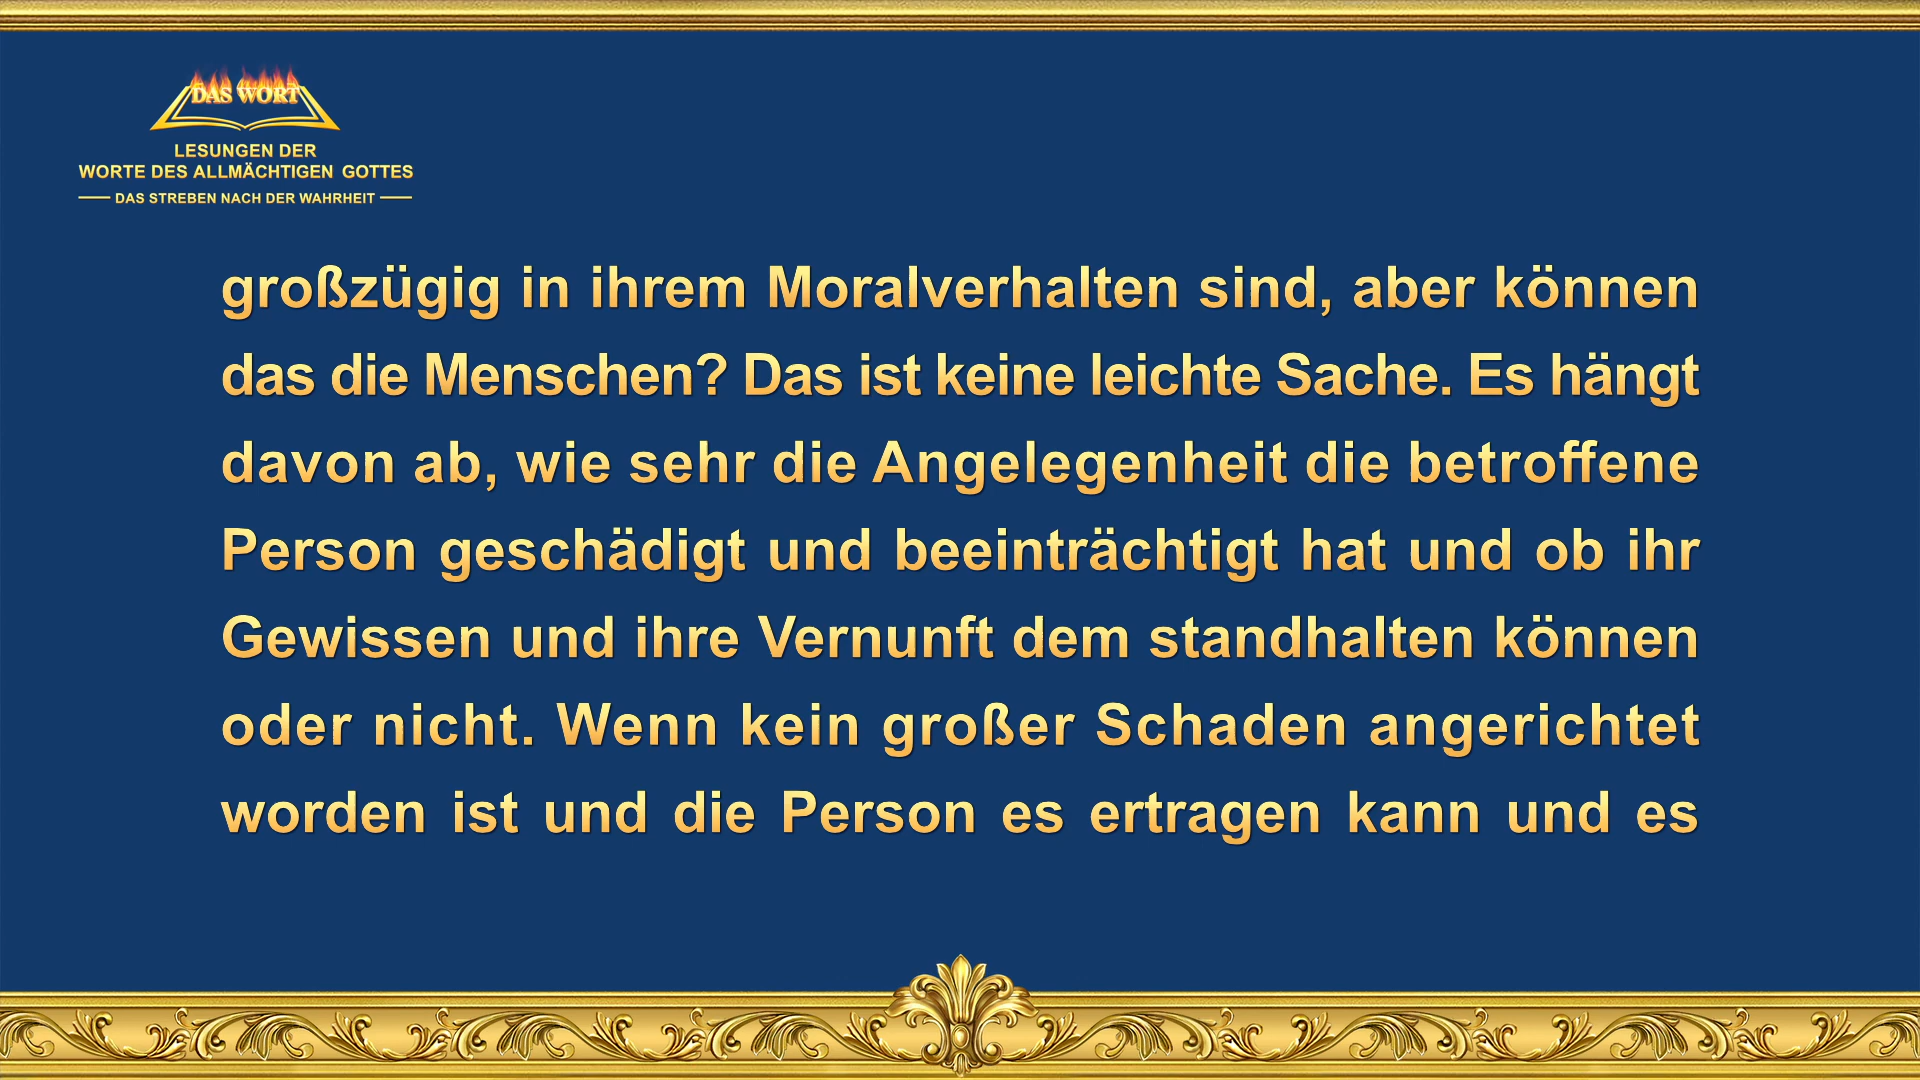 DAS WORT
LESUNGEN DER
WORTE DES ALLMÄCHTIGEN GOTTES
DAS STREBEN NACH DER WAHRHEIT
großzügig in ihrem Moralverhalten sind, aber können
das die Menschen? Das ist keine leichte Sache. Es hängt
davon ab, wie sehr die Angelegenheit die betroffene
Person geschädigt und beeinträchtigt hat und ob ihr
Gewissen und ihre Vernunft dem standhalten können
oder nicht. Wenn kein großer Schaden angerichtet
worden ist und die Person es ertragen kann und es